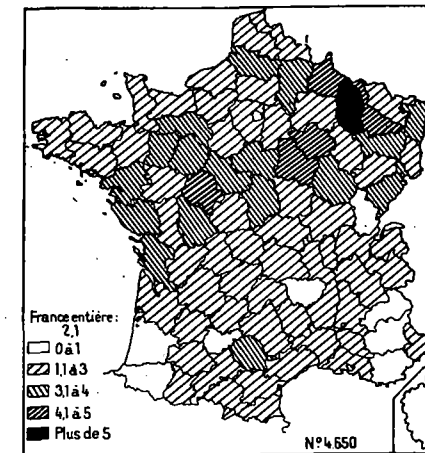 France entière:
2,1
0 à 1
1,1 à 3
3,1 à 4
4,1 à 5
Plus de 5
Nº 4.650